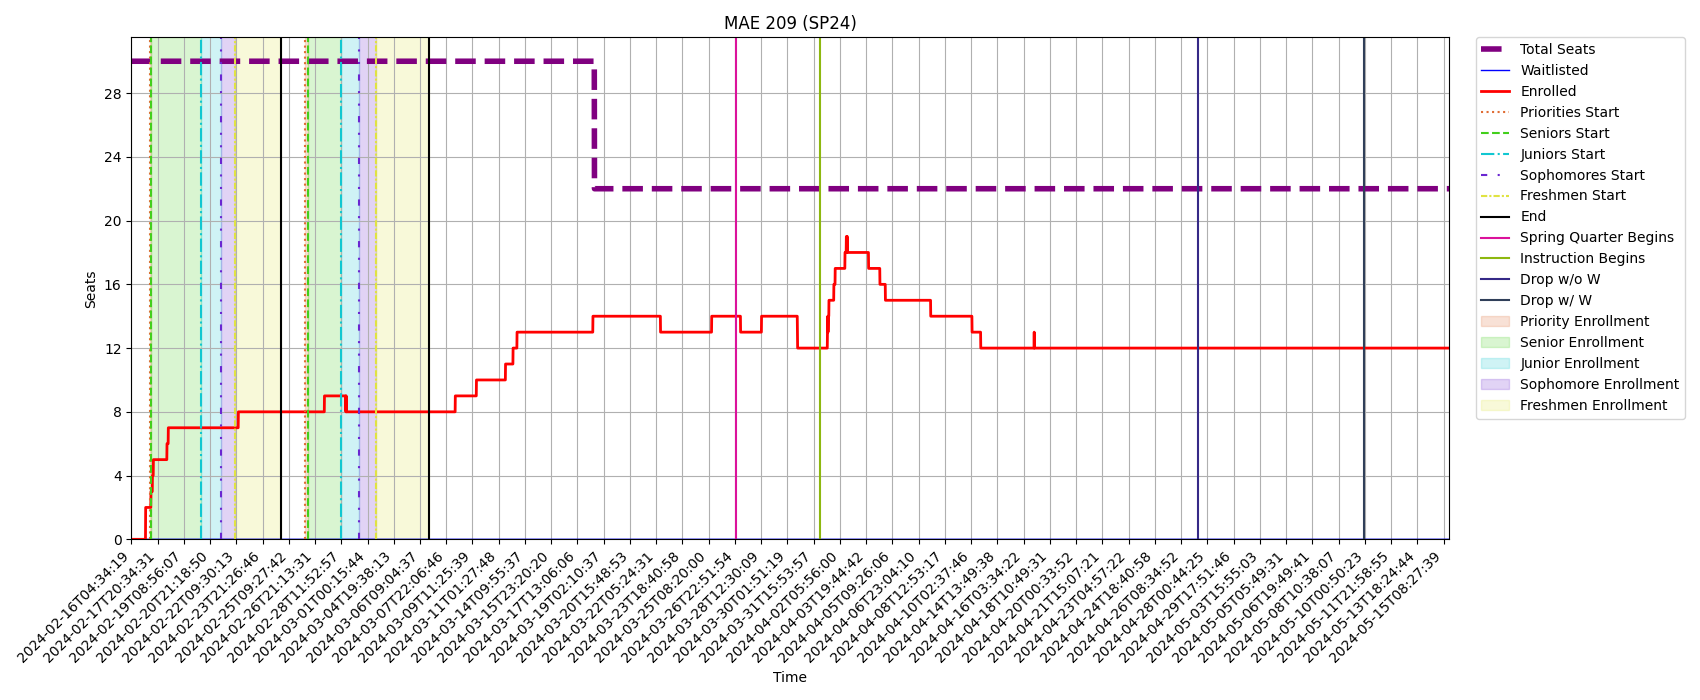 MAE 209 (SP24)
Seats
28
24
20
16
12
8
4
0
2024-02-16T04:34:19
2024-02-17T20:34:31
2024-02-19T18:56:07
2024-02-20T21:18:50
2024-02-22T09:30:13
2024-02-23T21:26:46
2024-02-25T09:27:42
2024-02-26T21:13:31
2024-02-28T11:52:57
2024-03-01T00:15:44
2024-03-04T19:38:13
2024-03-06T09:04:37
2024-03-07T22:06:46
2024-03-09T11:25:39
2024-03-11T01:27:48
2024-03-14T09:55:37
2024-03-15T23:20:20
2024-03-17T13:06:06
2024-03-19T02:10:37
2024-03-20T15:48:53
2024-03-22T05:24:31
2024-03-23T18:40:58
2024-03-25T08:20:00
2024-03-26T22:51:54
2024-03-28T12:30:09
2024-03-30T01:51:19
2024-03-31T15:53:57
2024-04-02T05:56:00
2024-04-03T19:44:42
2024-04-05T09:26:06
2024-04-06T23:04:10
2024-04-08T12:53:17
2024-04-10T02:37:46
2024-04-14T13:49:38
2024-04-16T03:34:22
2024-04-18T10:49:31
2024-04-20T00:33:52
2024-04-21T15:07:21
2024-04-23T04:57:22
2024-04-24T18:40:58
2024-04-26T08:34:52
2024-04-28T00:44:25
2024-04-29T17:51:46
2024-05-03T15:55:03
2024-05-05T05:49:31
2024-05-06T19:49:41
2024-05-08T10:38:07
2024-05-10T00:50:23
2024-05-11T21:58:55
2024-05-13T18:24:44
2024-05-15T08:27:39
Time
Total Seats
Waitlisted
Enrolled
Priorities Start
Seniors Start
Juniors Start
Sophomores Start
Freshmen Start
End
Spring Quarter Begins
Instruction Begins
Drop w/o W
Drop w/ W
Priority Enrollment
Senior Enrollment
Junior Enrollment
Sophomore Enrollment
Freshmen Enrollment